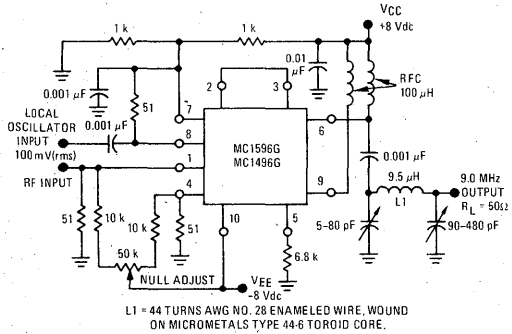 1 k
1 k
VCC
+8 Vdc
0.01 µF
RFC
100 µH
0.001 µF
51
2
3
7
6
LOCAL OSCILLATOR INPUT
100 mV(rms)
0.001 µF
8
MC1596G
MC1496G
0.001 µF
1
RF INPUT
4
9
9.5 µH
L1
9.0 MHz OUTPUT
RL = 50Ω
51
10 k
10 k
51
10
5
5-80 pF
90-480 pF
50 k
6.8 k
NULL ADJUST
VEE
-8 Vdc
L1 = 44 TURNS AWG NO. 28 ENAMELED WIRE, WOUND
ON MICROMETALS TYPE 44-6 TOROID CORE.